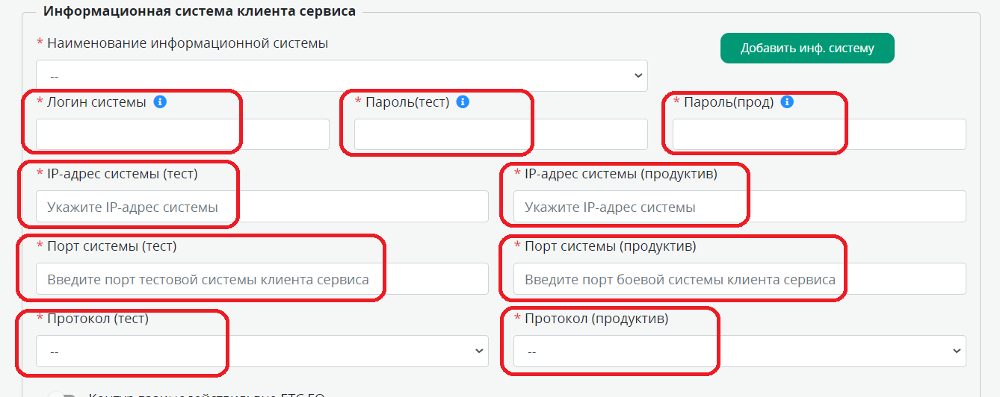 Информационная система клиента сервиса
* Наименование информационной системы
Добавить инф. систему
--
* Логин системы
* Пароль(тест)
* Пароль(прод)
* IP-адрес системы (тест)
* IP-адрес системы (продуктив)
Укажите IP-адрес системы
Укажите IP-адрес системы
* Порт системы (тест)
* Порт системы (продуктив)
Введите порт тестовой системы клиента сервиса
Введите порт боевой системы клиента сервиса
* Протокол (тест)
* Протокол (продуктив)
--
--